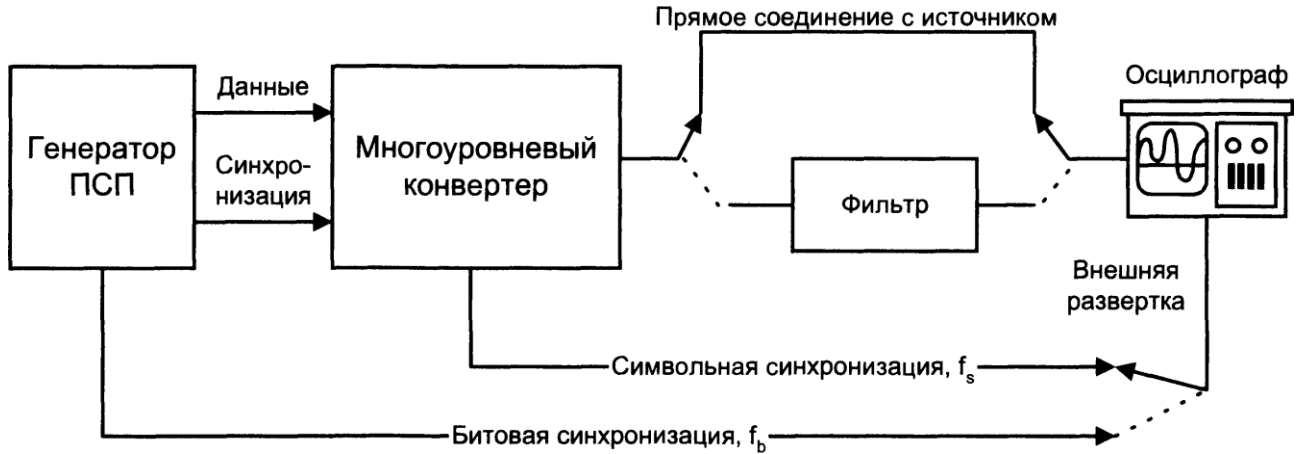 Прямое соединение с источником
Осциллограф
Данные
Генератор
ПСП
Синхро-
низация
Многоуровневый
конвертер
Фильтр
Внешняя
развертка
Символьная синхронизация, fs
Битовая синхронизация, fb